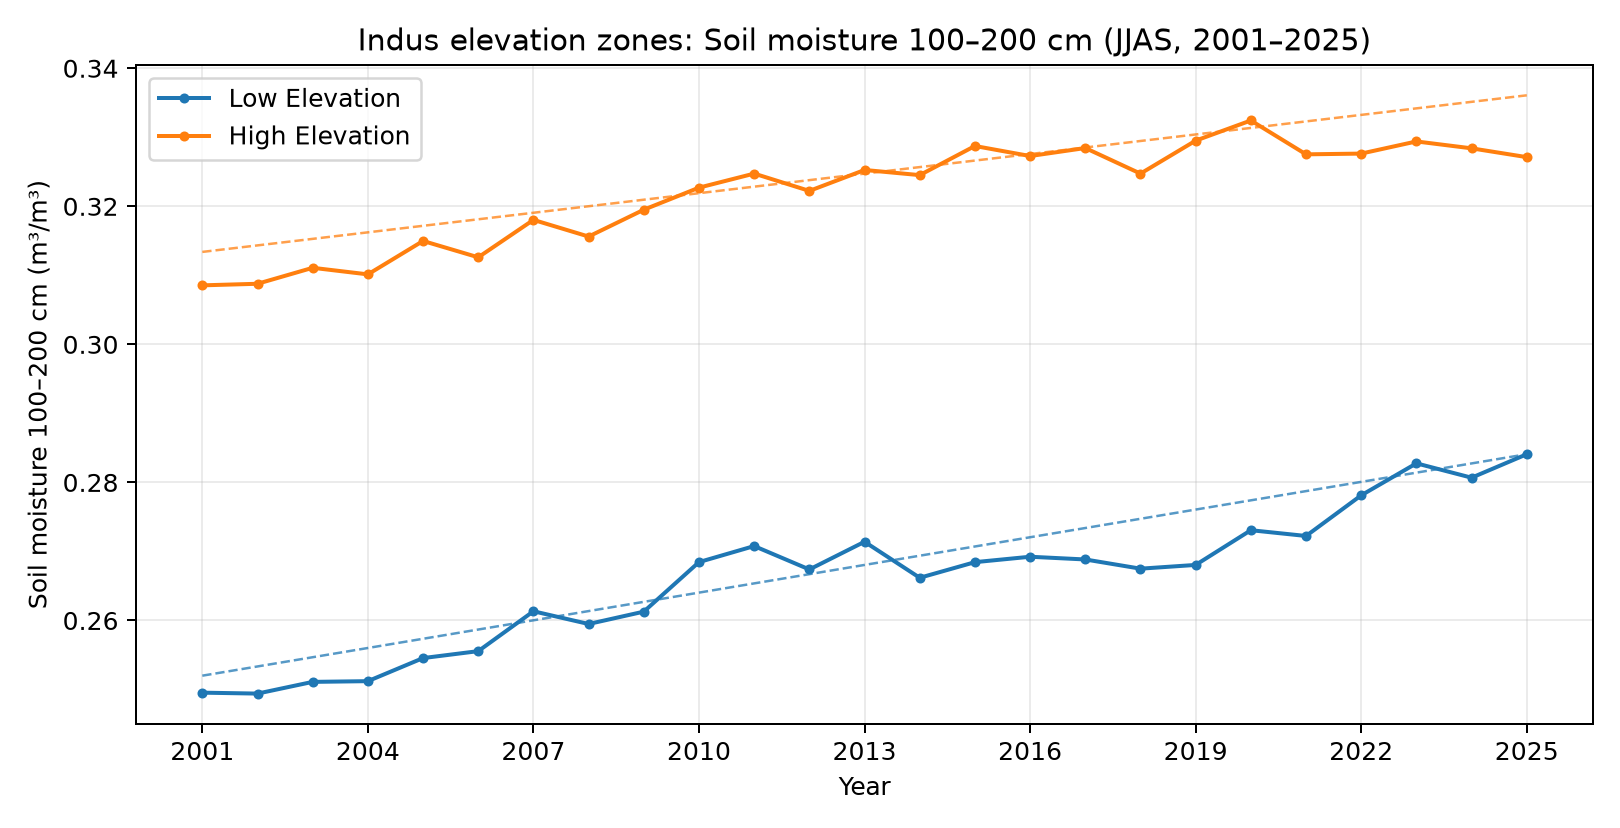 Indus elevation zones: Soil moisture 100–200 cm (JJAS, 2001–2025)
Low Elevation
High Elevation
Soil moisture 100–200 cm (m³/m³)
0.34
0.32
0.30
0.28
0.26
2001 2004 2007 2010 2013 2016 2019 2022 2025
Year